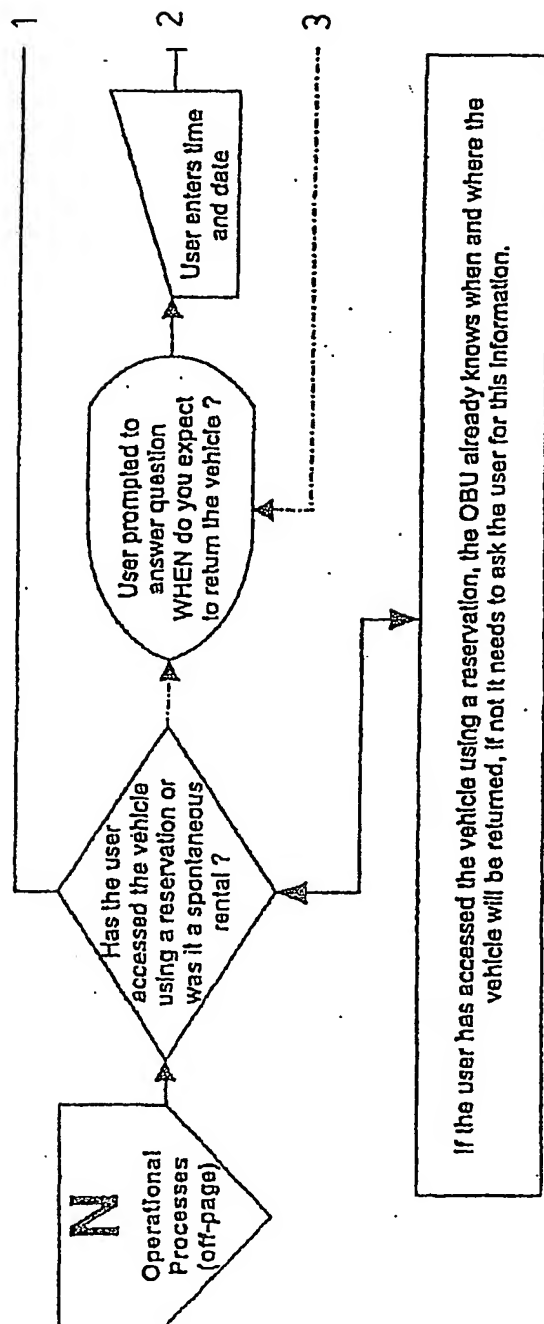 N
Operational
Processes
(off-page)
Has the user
accessed the vehicle
using a reservation or
was it a spontaneous
rental ?
User prompted to
answer question
WHEN do you expect
to return the vehicle ?
User enters time
and date
1
2
3
If the user has accessed the vehicle using a reservation, the OBU already knows when and where the
vehicle will be returned, if not it needs to ask the user for this information.